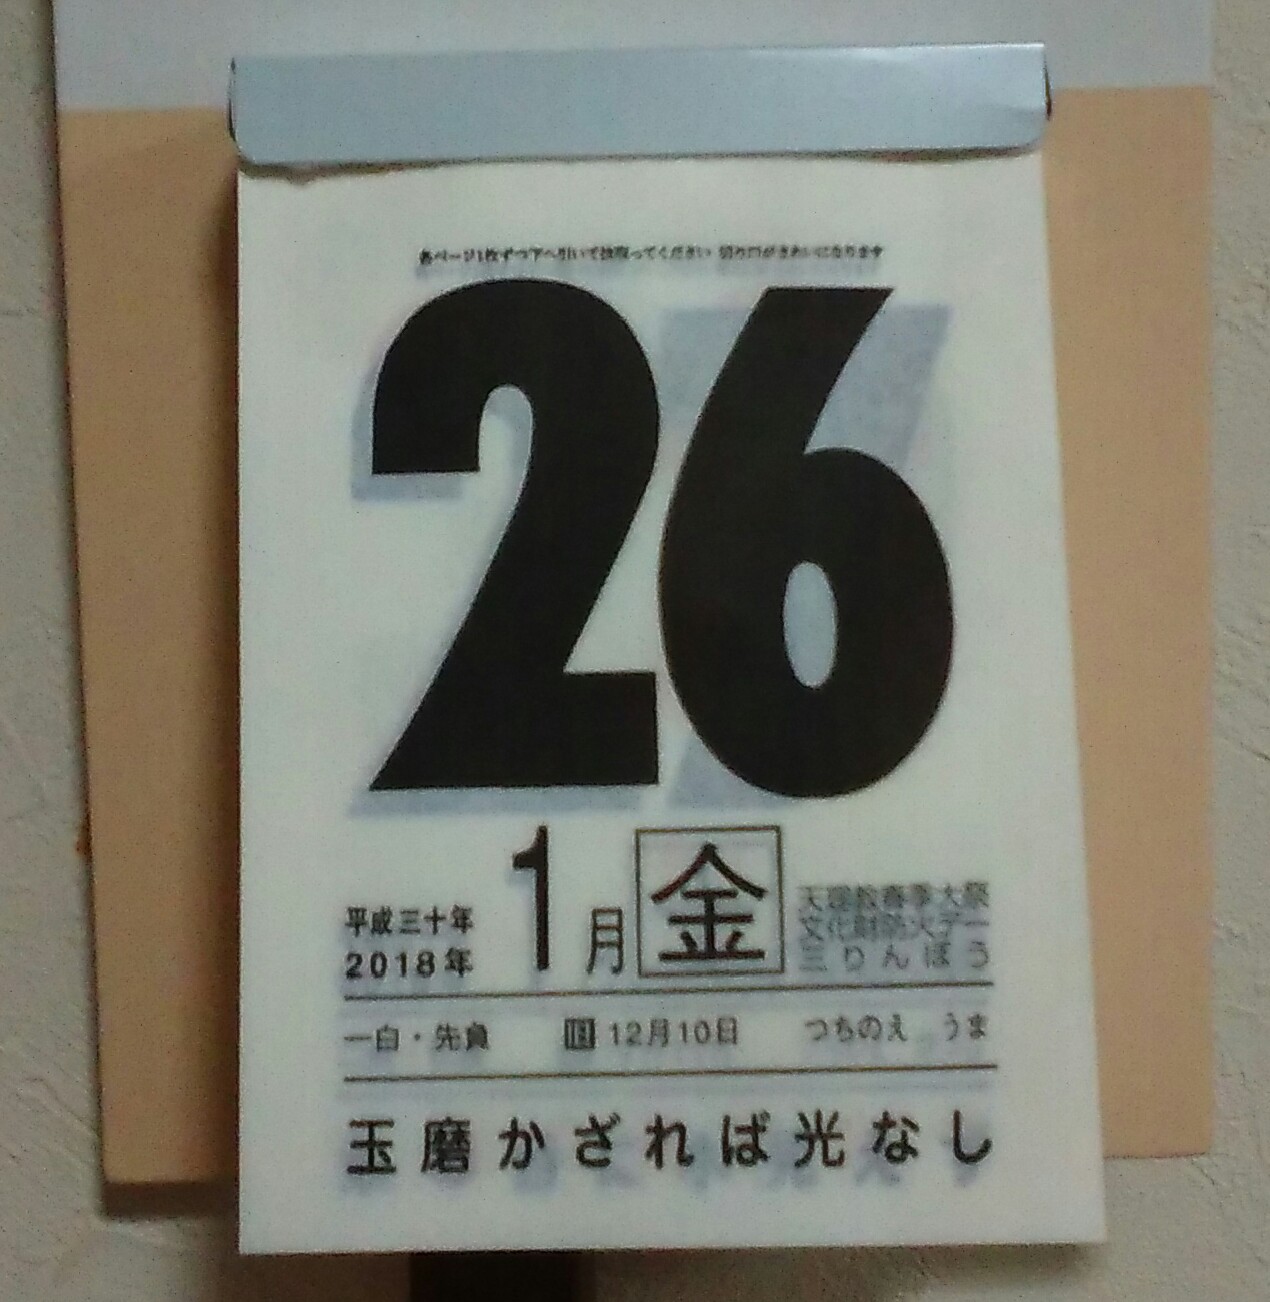 各ページ1枚ずつ下へ引いて抜取ってください 切り口がきれいになります
26
平成三十年
2018年
1月
金
天理教春季大祭
文化財防火デー
三りんぼう
一白・先負 旧12月10日 つちのえ うま
玉磨かざれば光なし